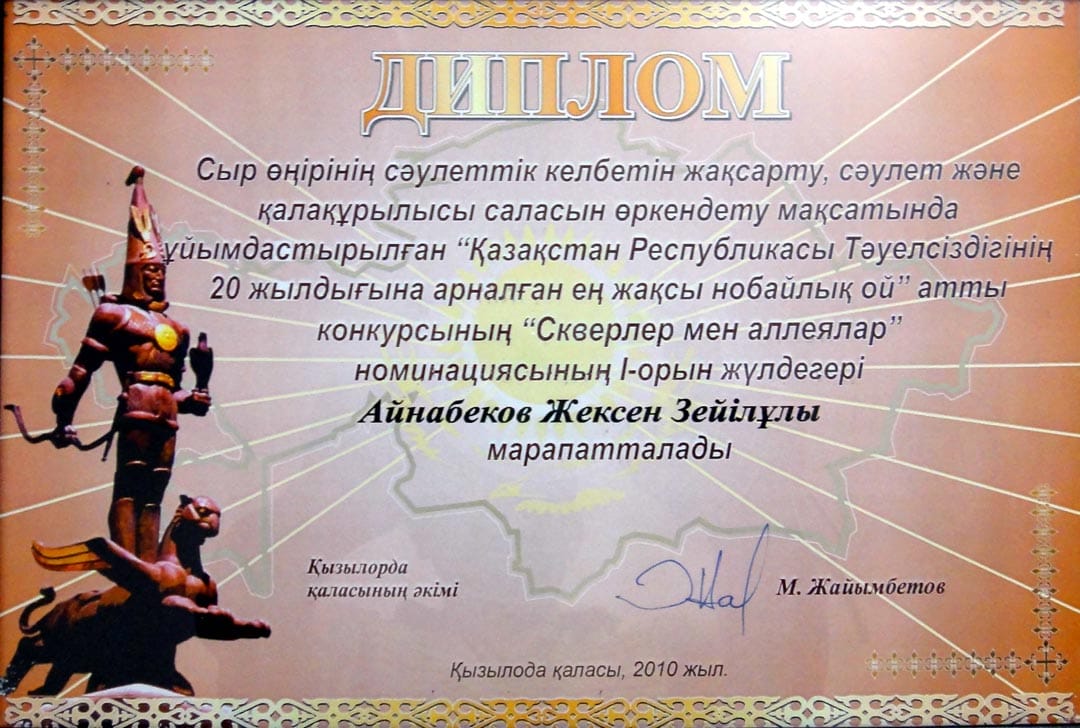 ДИПЛОМ
Сыр өңірінің сәулеттік келбетін жақсарту, сәулет және
қалақұрылысы саласын өркендету мақсатында
ұйымдастырылған “Қазақстан Республикасы Тәуелсіздігінің
20 жылдығына арналған ең жақсы нобайлық ой” атты
конкурсының “Скверлер мен аллеялар”
номинациясының I-орын жүлдегері
Айнабеков Жексен Зейілұлы
марапатталады
Қызылорда
қаласының әкімі
М. Жайымбетов
Қызылода қаласы, 2010 жыл.